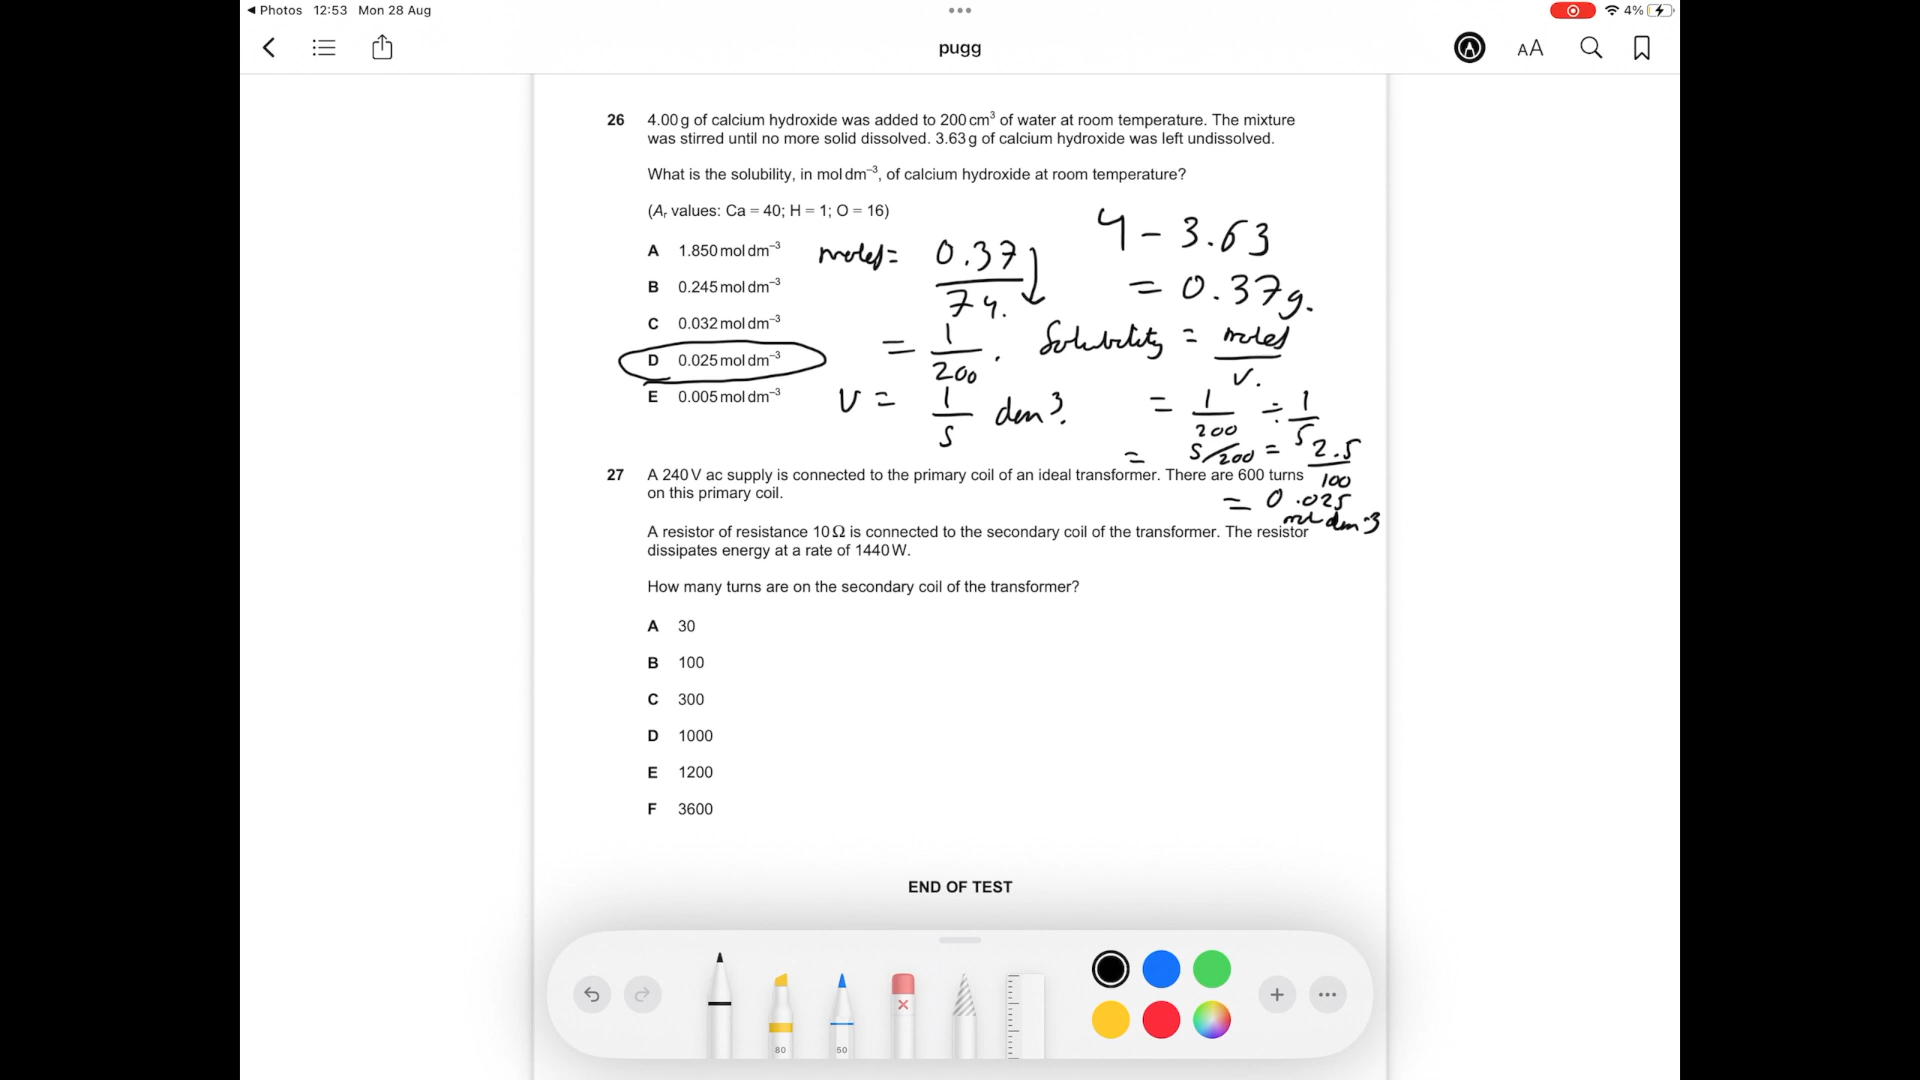 Photos 12:53 Mon 28 Aug
4%
pugg
AA
26 4.00 g of calcium hydroxide was added to 200 cm³ of water at room temperature. The mixture
was stirred until no more solid dissolved. 3.63 g of calcium hydroxide was left undissolved.
What is the solubility, in mol dm⁻³, of calcium hydroxide at room temperature?
(Aᵣ values: Ca = 40; H = 1; O = 16)
A 1.850 mol dm⁻³
B 0.245 mol dm⁻³
C 0.032 mol dm⁻³
D 0.025 mol dm⁻³
E 0.005 mol dm⁻³
moles = 0.37
74.
= 1
200.
V = 1
5 dm³.
4 - 3.63
= 0.37g.
Solubility = moles
V.
= 1/200 ÷ 1/5
= 5/200 = 2.5
100
= 0.025
mol dm-3
27 A 240 V ac supply is connected to the primary coil of an ideal transformer. There are 600 turns
on this primary coil.
A resistor of resistance 10 Ω is connected to the secondary coil of the transformer. The resistor
dissipates energy at a rate of 1440 W.
How many turns are on the secondary coil of the transformer?
A 30
B 100
C 300
D 1000
E 1200
F 3600
END OF TEST
80
50